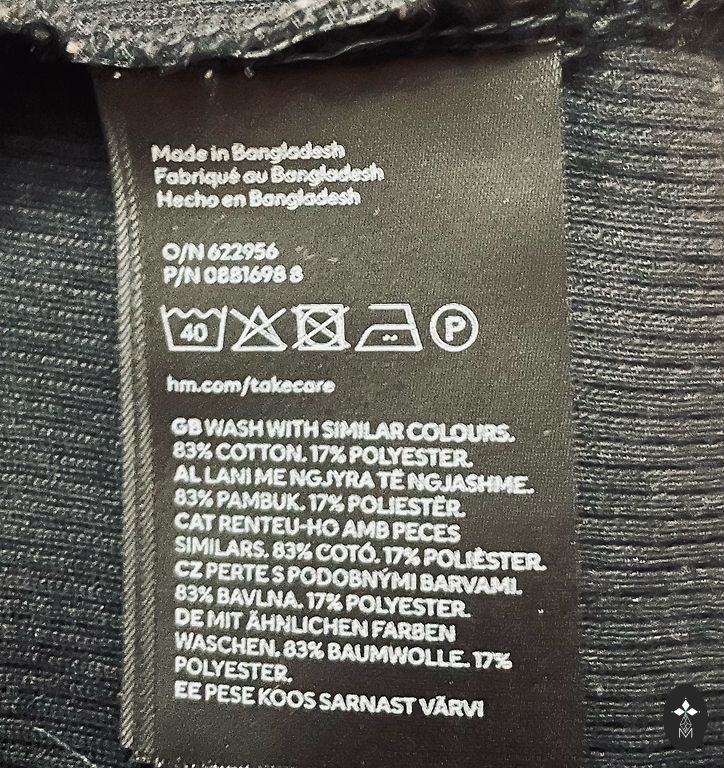 Made in Bangladesh
Fabriqué au Bangladesh
Hecho en Bangladesh
O/N 622956
P/N 0881698 8
40 P
hm.com/takecare
GB WASH WITH SIMILAR COLOURS.
83% COTTON. 17% POLYESTER.
AL LANI ME NGJYRA TË NGJASHME.
83% PAMBUK. 17% POLIESTËR.
CAT RENTEU-HO AMB PECES
SIMILARS. 83% COTÓ. 17% POLIÈSTER.
CZ PERTE S PODOBNÝMI BARVAMI.
83% BAVLNA. 17% POLYESTER.
DE MIT ÄHNLICHEN FARBEN
WASCHEN. 83% BAUMWOLLE. 17%
POLYESTER.
EE PESE KOOS SARNAST VÄRVI
M